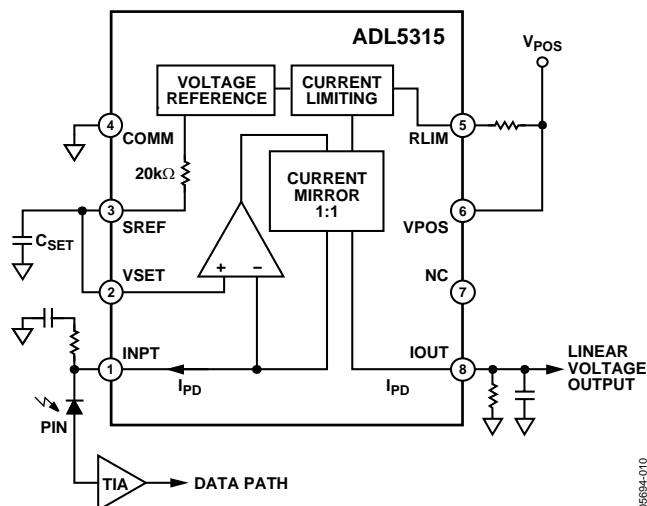 ADL5315
VPOS
VOLTAGE
REFERENCE
CURRENT
LIMITING
4
COMM
5
RLIM
20kΩ
CURRENT
MIRROR
1:1
3
SREF
6
VPOS
CSET
VSET
2
+ −
NC
7
INPT
1
IPD
IOUT
8
IPD
LINEAR
VOLTAGE
OUTPUT
PIN
TIA
DATA PATH
05694-010